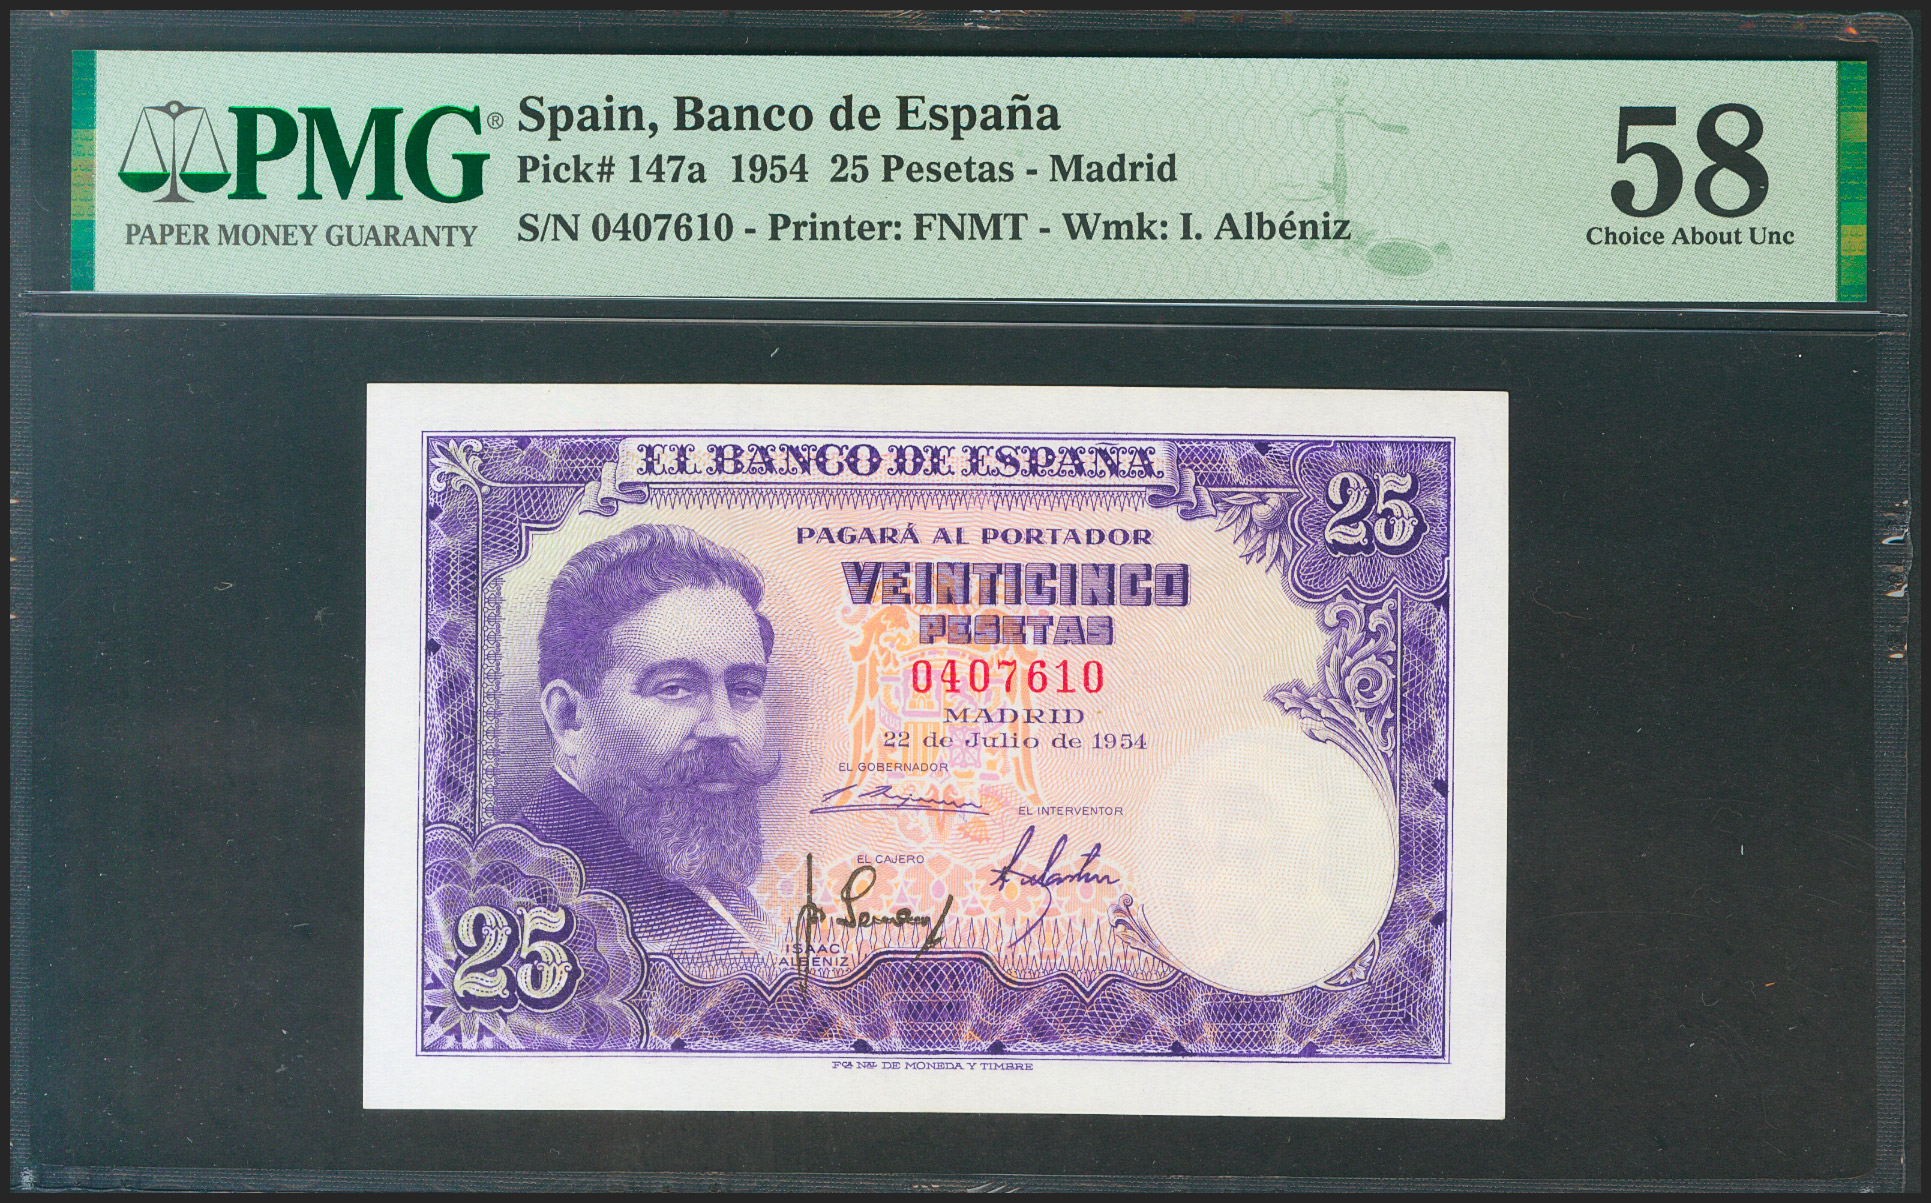 PMG®
PAPER MONEY GUARANTY
Spain, Banco de España
Pick# 147a 1954 25 Pesetas - Madrid
S/N 0407610 - Printer: FNMT - Wmk: I. Albéniz
58
Choice About Unc
EL BANCO DE ESPAÑA
25
PAGARÁ AL PORTADOR
VEINTICINCO
PESETAS
0407610
MADRID
22 de Julio de 1954
EL GOBERNADOR
EL INTERVENTOR
EL CAJERO
ISAAC
ALBENIZ
25
Fca NAL DE MONEDA Y TIMBRE